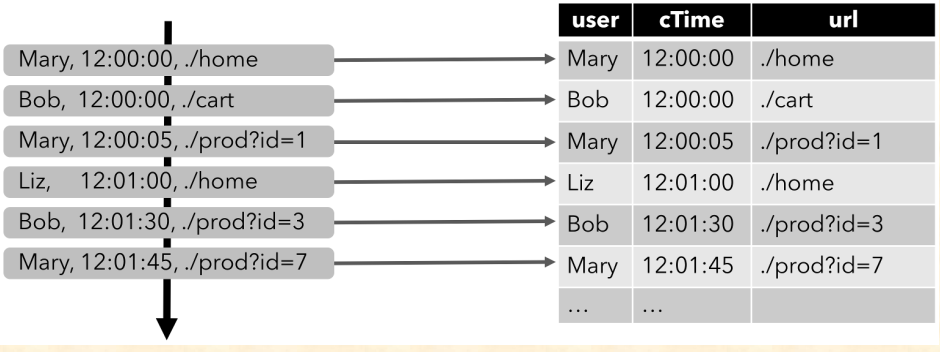 user cTime url
Mary, 12:00:00, ./home Mary 12:00:00 ./home
Bob, 12:00:00, ./cart Bob 12:00:00 ./cart
Mary, 12:00:05, ./prod?id=1 Mary 12:00:05 ./prod?id=1
Liz, 12:01:00, ./home Liz 12:01:00 ./home
Bob, 12:01:30, ./prod?id=3 Bob 12:01:30 ./prod?id=3
Mary, 12:01:45, ./prod?id=7 Mary 12:01:45 ./prod?id=7
… …